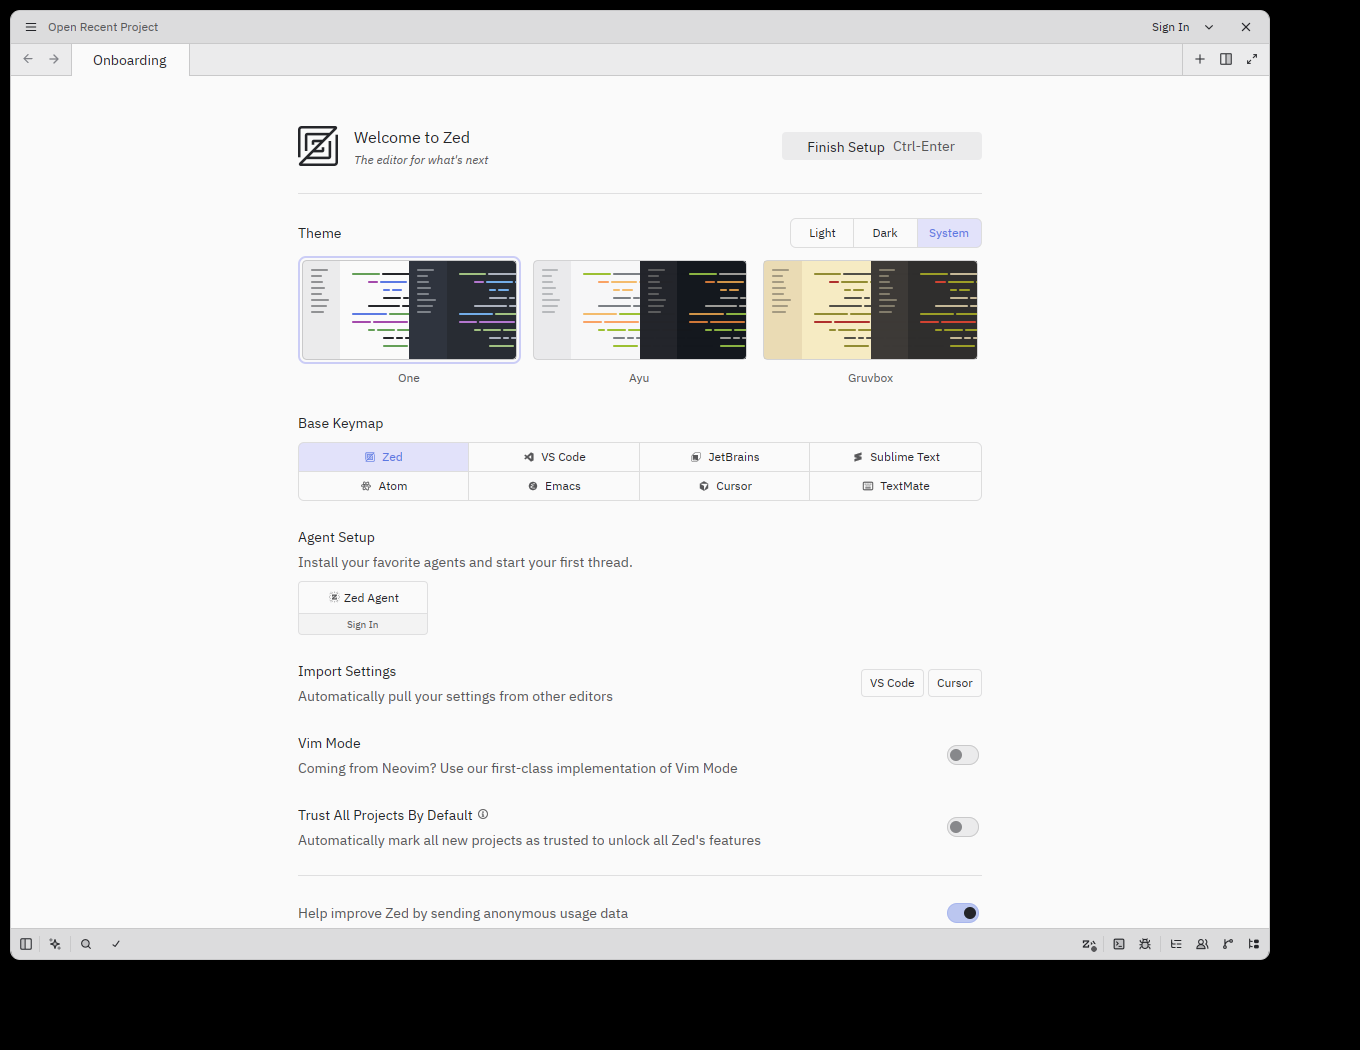 Open Recent Project
Sign In
Onboarding
Welcome to Zed
The editor for what's next
Finish Setup Ctrl-Enter
Theme
Light Dark System
One Ayu Gruvbox
Base Keymap
Zed VS Code JetBrains Sublime Text
Atom Emacs Cursor TextMate
Agent Setup
Install your favorite agents and start your first thread.
Zed Agent
Sign In
Import Settings
Automatically pull your settings from other editors
VS Code Cursor
Vim Mode
Coming from Neovim? Use our first-class implementation of Vim Mode
Trust All Projects By Default
Automatically mark all new projects as trusted to unlock all Zed's features
Help improve Zed by sending anonymous usage data